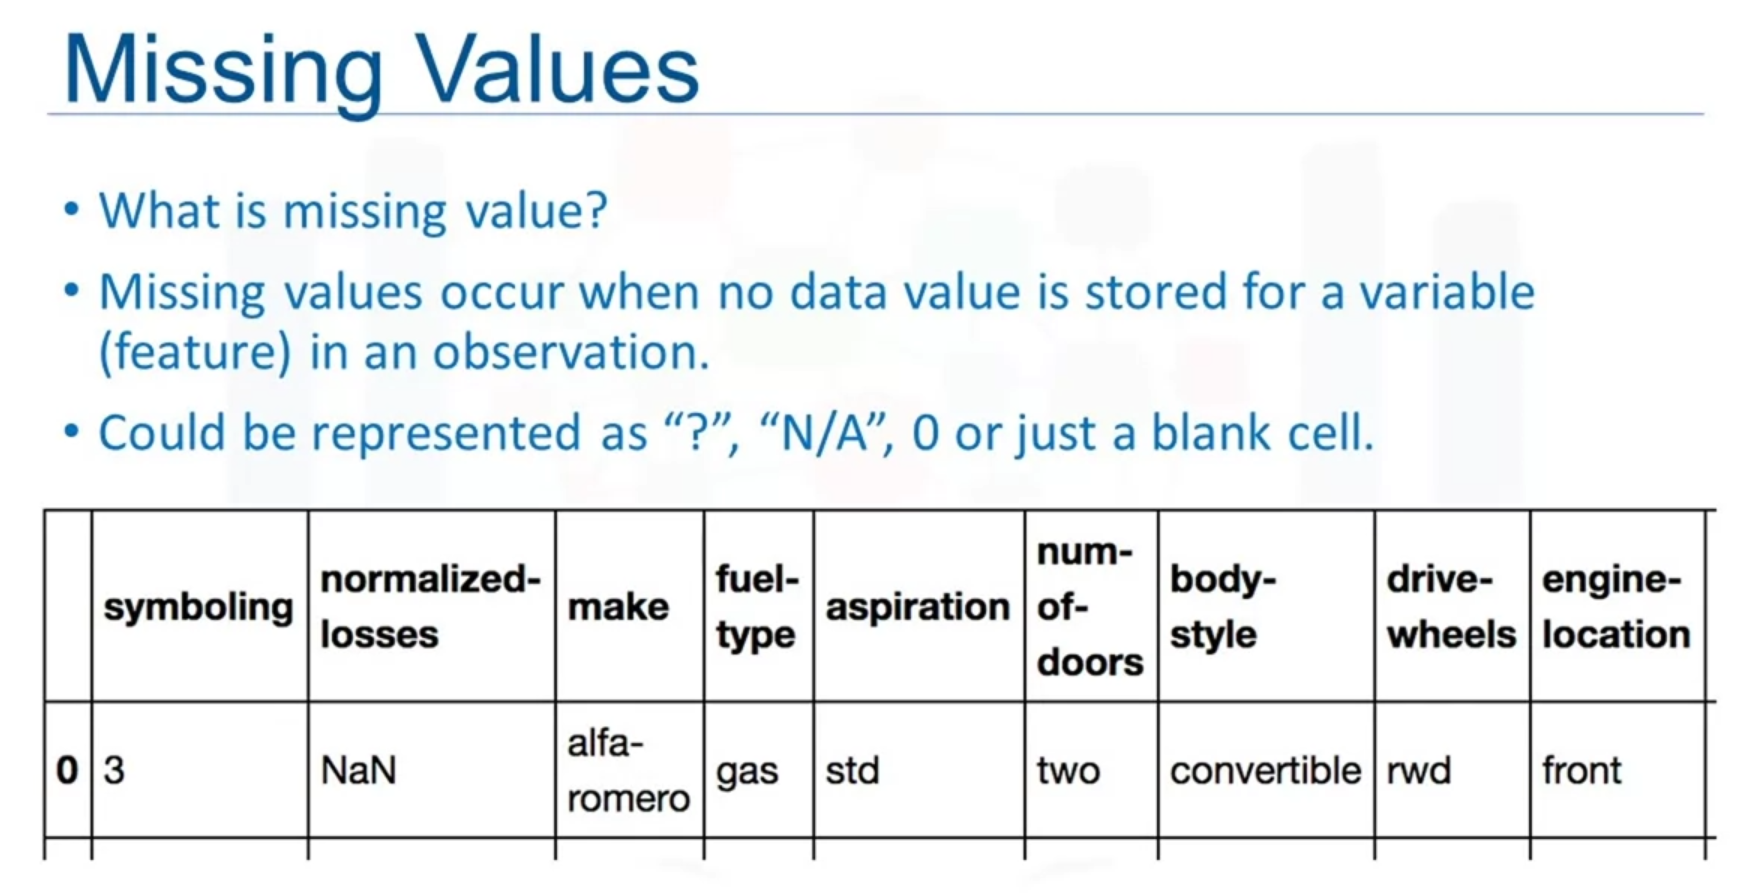 Missing Values
• What is missing value?
• Missing values occur when no data value is stored for a variable
(feature) in an observation.
• Could be represented as “?”, “N/A”, 0 or just a blank cell.
symboling normalized-losses make fuel-type aspiration num-of-doors body-style drive-wheels engine-location
0 3 NaN alfa-romero gas std two convertible rwd front